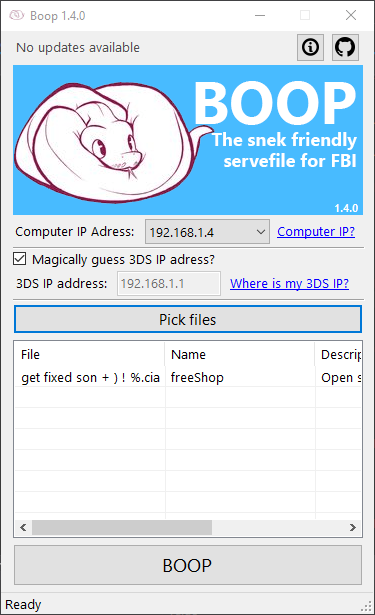 Boop 1.4.0
No updates available
BOOP
The snek friendly
servefile for FBI
1.4.0
Computer IP Adress: 192.168.1.4 Computer IP?
Magically guess 3DS IP adress?
3DS IP address: 192.168.1.1 Where is my 3DS IP?
Pick files
File Name Descrip
get fixed son + ) ! %.cia freeShop Open s
BOOP
Ready